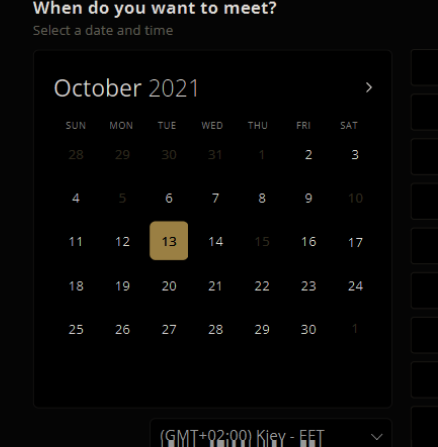 When do you want to meet?
Select a date and time
October 2021
SUN MON TUE WED THU FRI SAT
28 29 30 31 1 2 3
4 5 6 7 8 9 10
11 12 13 14 15 16 17
18 19 20 21 22 23 24
25 26 27 28 29 30 1
(GMT+02:00) Kiev - EET